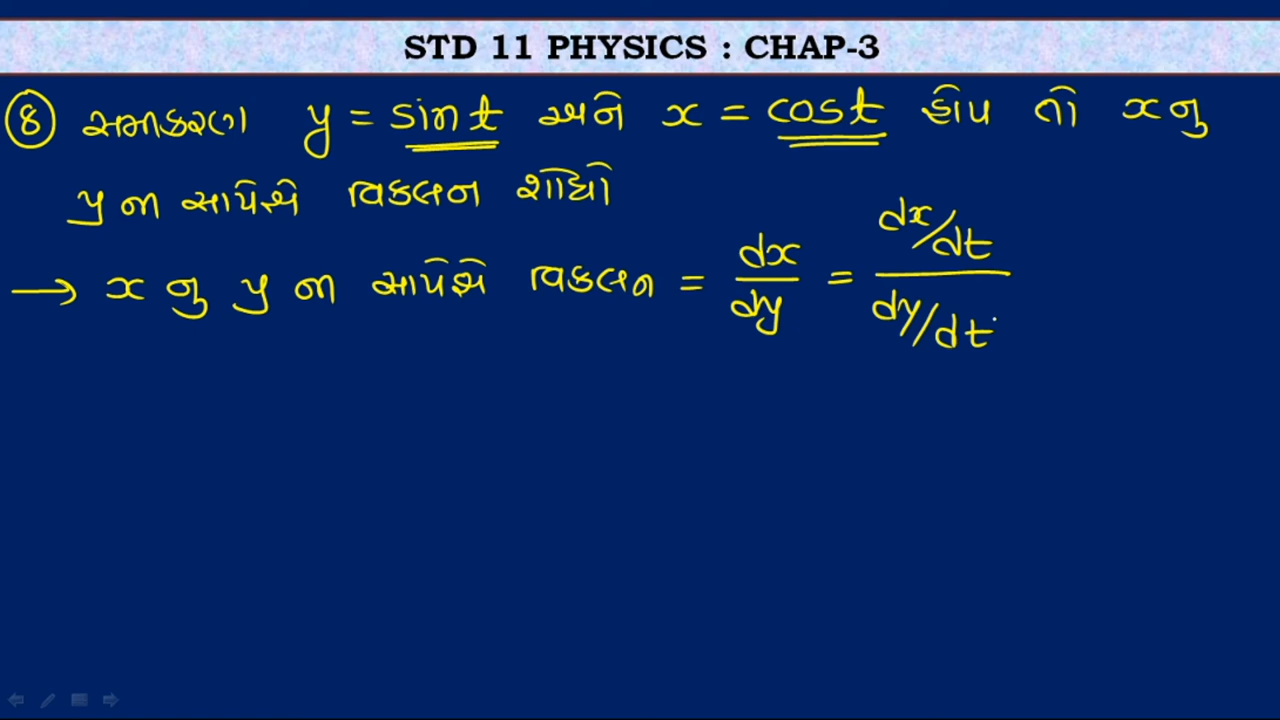 STD 11 PHYSICS : CHAP-3
(8) સમીકરણ y = sin t અને x = cos t હોય તો x નુ
y ના સાપેક્ષે વિકલન શોધો
→ x નુ y ના સાપેક્ષે વિકલન = dx/dy = (dx/dt)/(dy/dt)